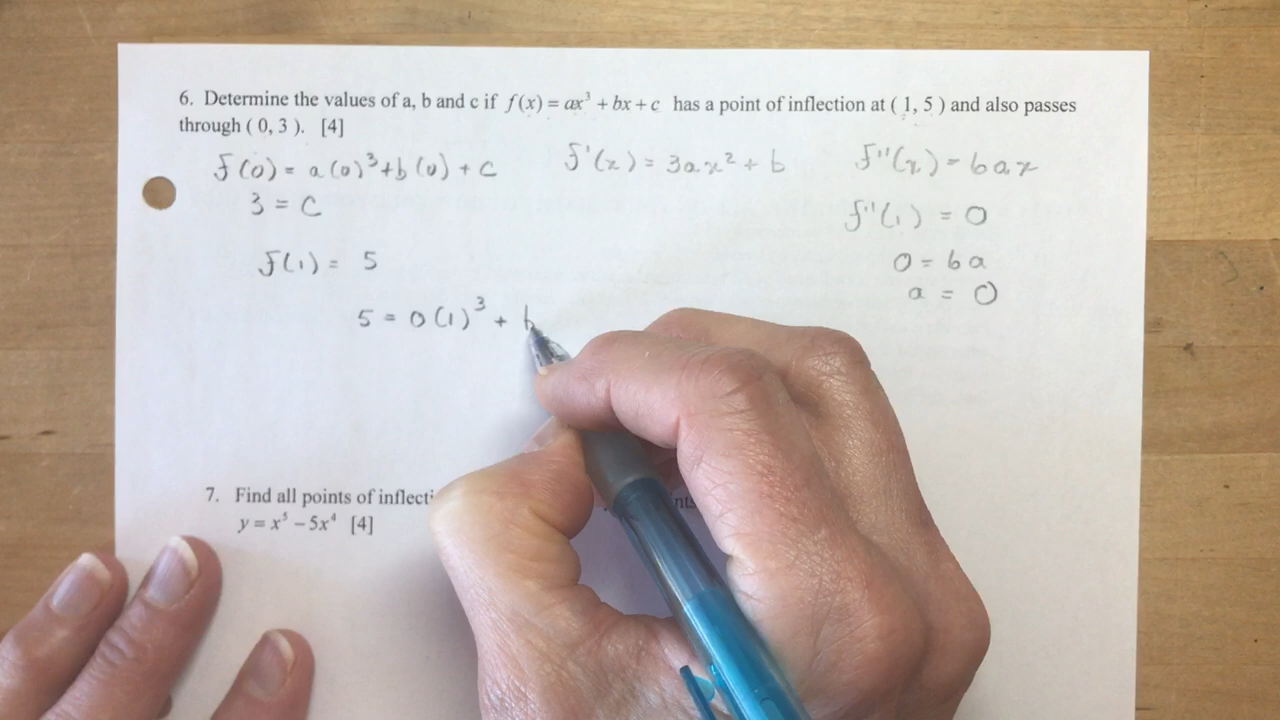 6. Determine the values of a, b and c if f(x) = ax³ + bx + c has a point of inflection at ( 1, 5 ) and also passes
through ( 0, 3 ). [4]
f(0) = a(0)³+b(0)+c
f'(x) = 3ax² + b
f''(x) = 6ax
3 = c
f''(1) = 0
f(1) = 5
0 = 6a
a = 0
5 = 0(1)³ + b
7. Find all points of inflecti
y = x⁵ – 5x⁴ [4]